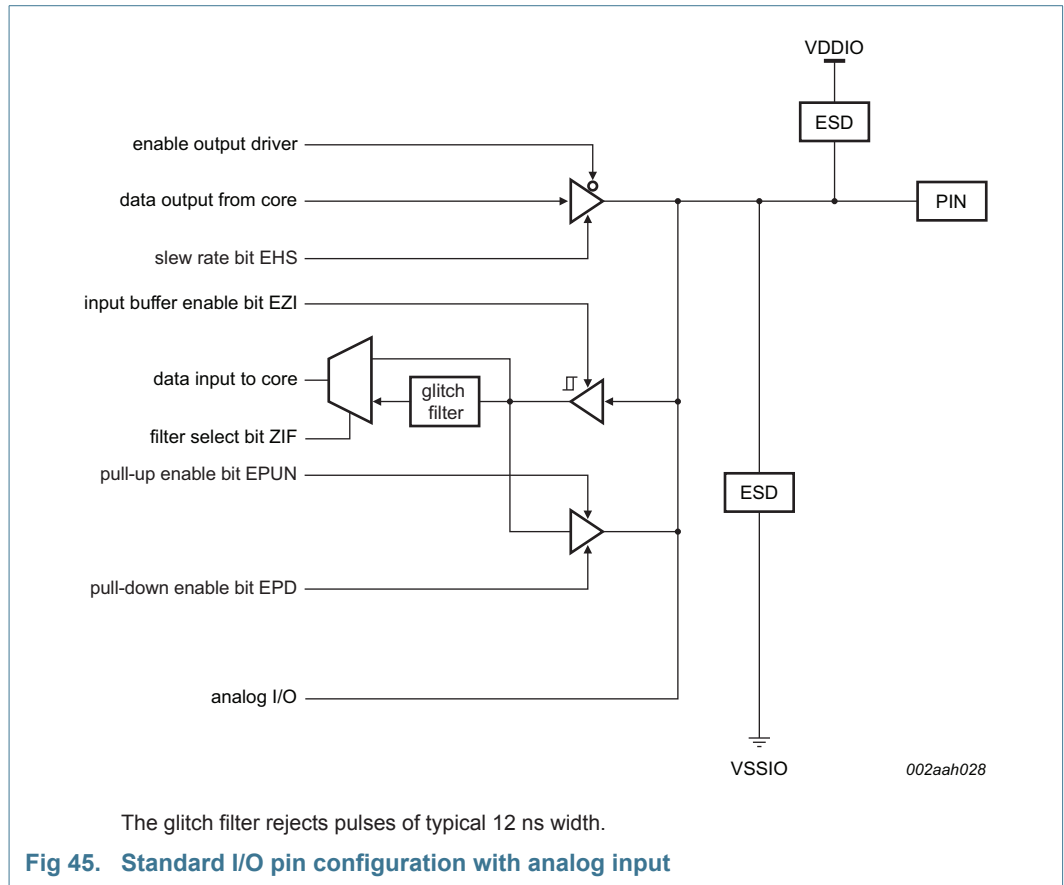 VDDIO
ESD
enable output driver
data output from core
PIN
slew rate bit EHS
input buffer enable bit EZI
data input to core
glitch
filter
filter select bit ZIF
pull-up enable bit EPUN
ESD
pull-down enable bit EPD
analog I/O
VSSIO
002aah028
The glitch filter rejects pulses of typical 12 ns width.
Fig 45. Standard I/O pin configuration with analog input